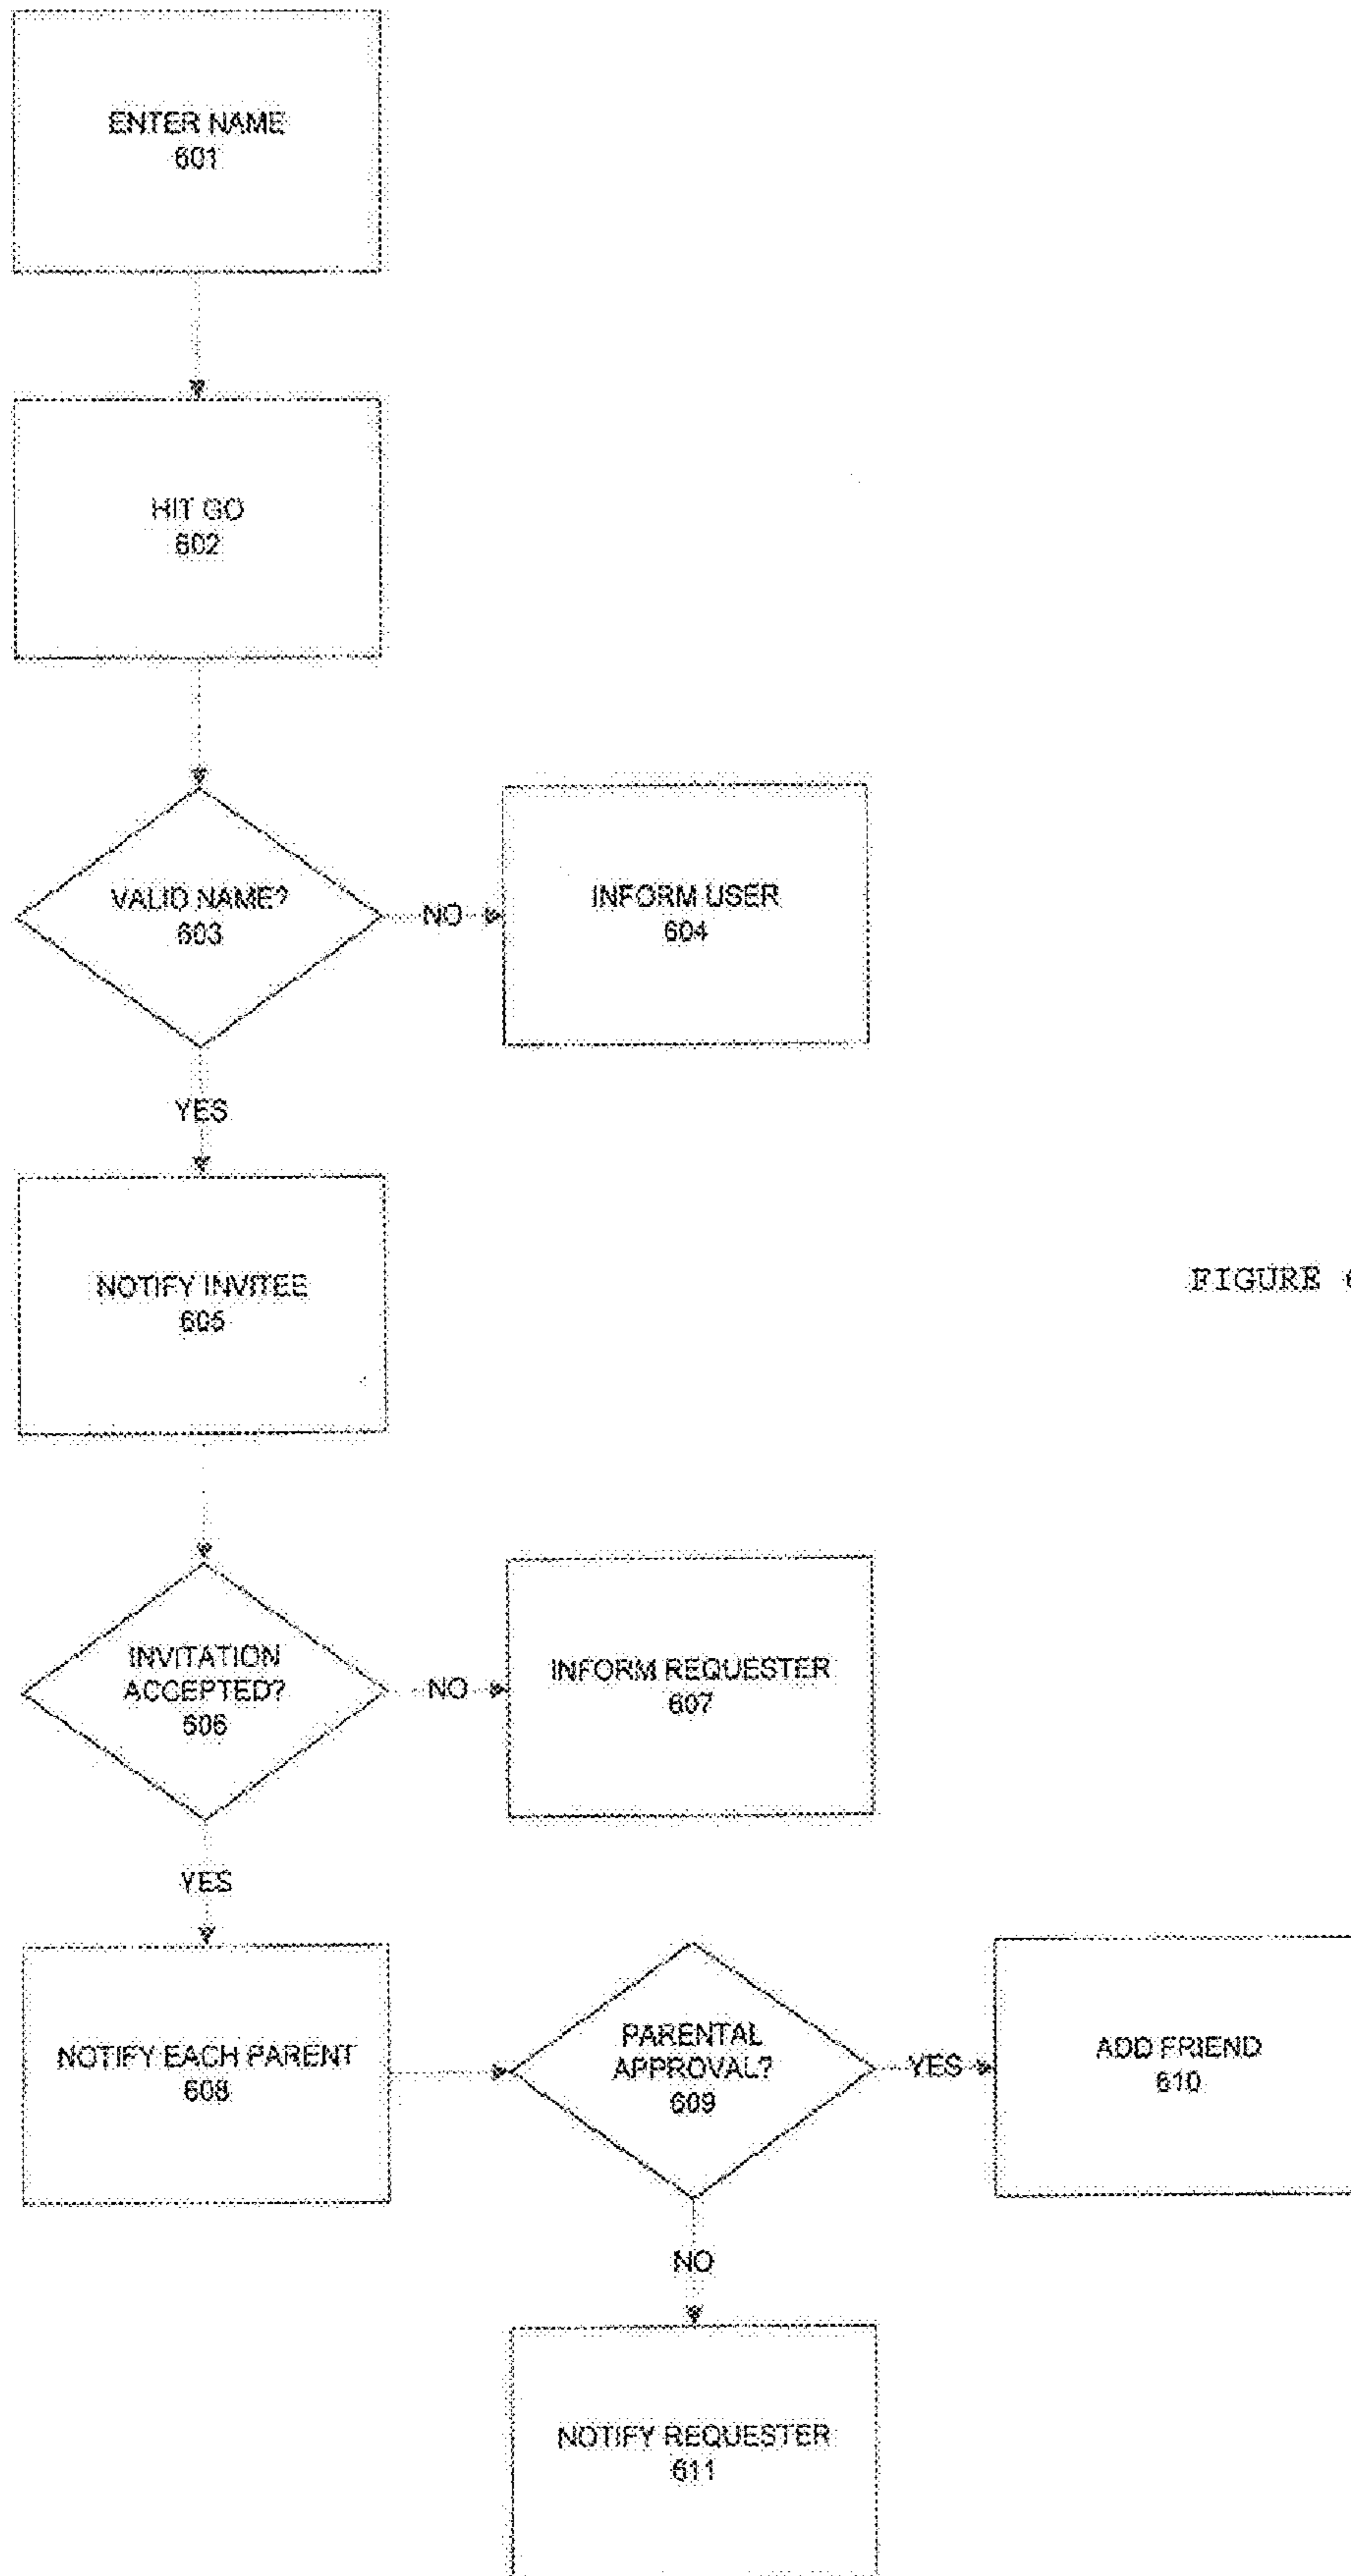 ENTER NAME
601
HIT GO
602
VALID NAME?
603
NO
INFORM USER
604
YES
NOTIFY INVITEE
605
FIGURE 6
INVITATION
ACCEPTED?
606
NO
INFORM REQUESTER
607
YES
NOTIFY EACH PARENT
608
PARENTAL
APPROVAL?
609
YES
ADD FRIEND
610
NO
NOTIFY REQUESTER
611